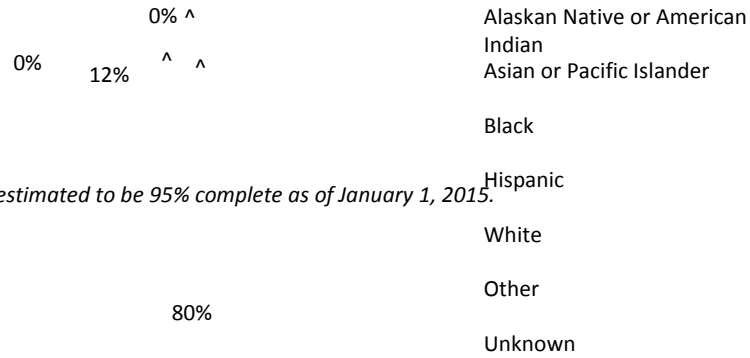 0% ^
0%
12%
^
^
Alaskan Native or American
Indian
Asian or Pacific Islander
Black
Hispanic
estimated to be 95% complete as of January 1, 2015.
White
Other
80%
Unknown